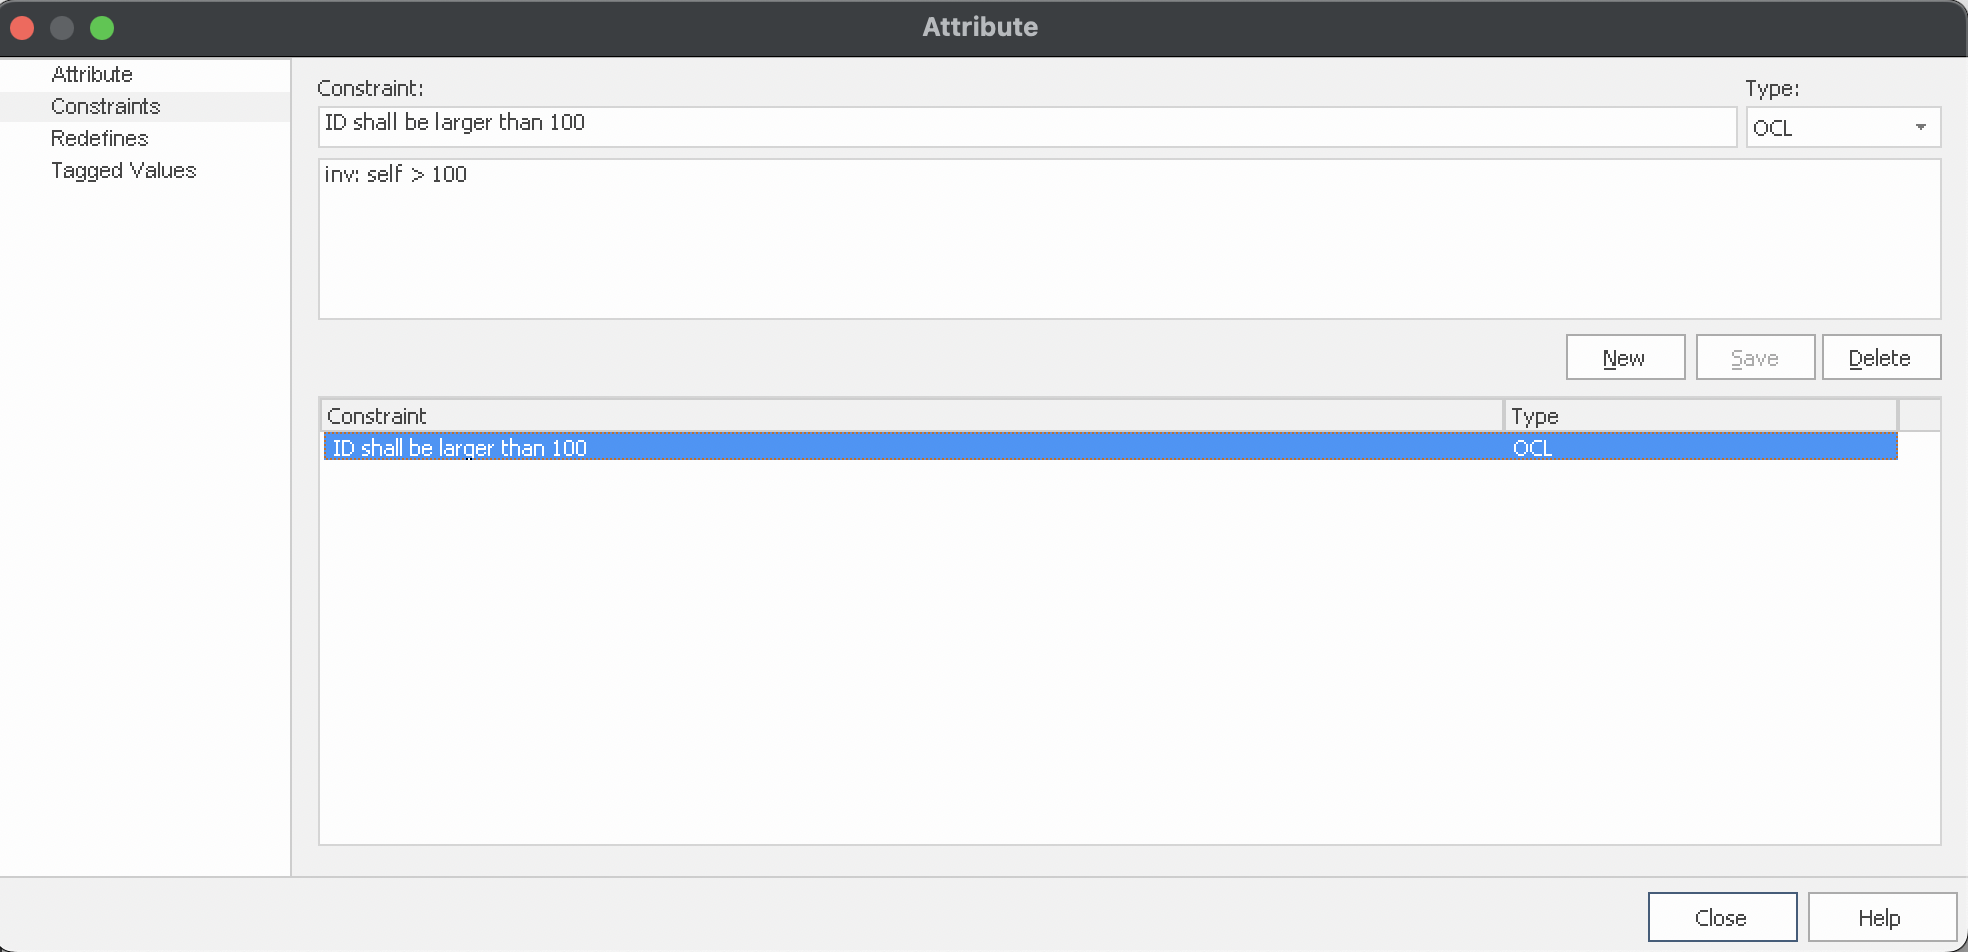 Attribute
Attribute
Constraints
Redefines
Tagged Values
Constraint:
Type:
ID shall be larger than 100
OCL
inv: self > 100
New
Save
Delete
Constraint
Type
ID shall be larger than 100
OCL
Close
Help